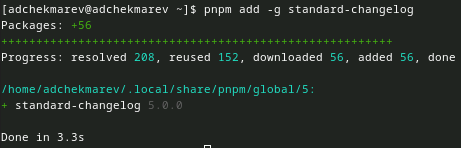 [adchekmarev@adchekmarev ~]$ pnpm add -g standard-changelog
Packages: +56
++++++++++++++++++++++++++++++++++++++++++++++++++++++++
Progress: resolved 208, reused 152, downloaded 56, added 56, done

/home/adchekmarev/.local/share/pnpm/global/5:
+ standard-changelog 5.0.0

Done in 3.3s